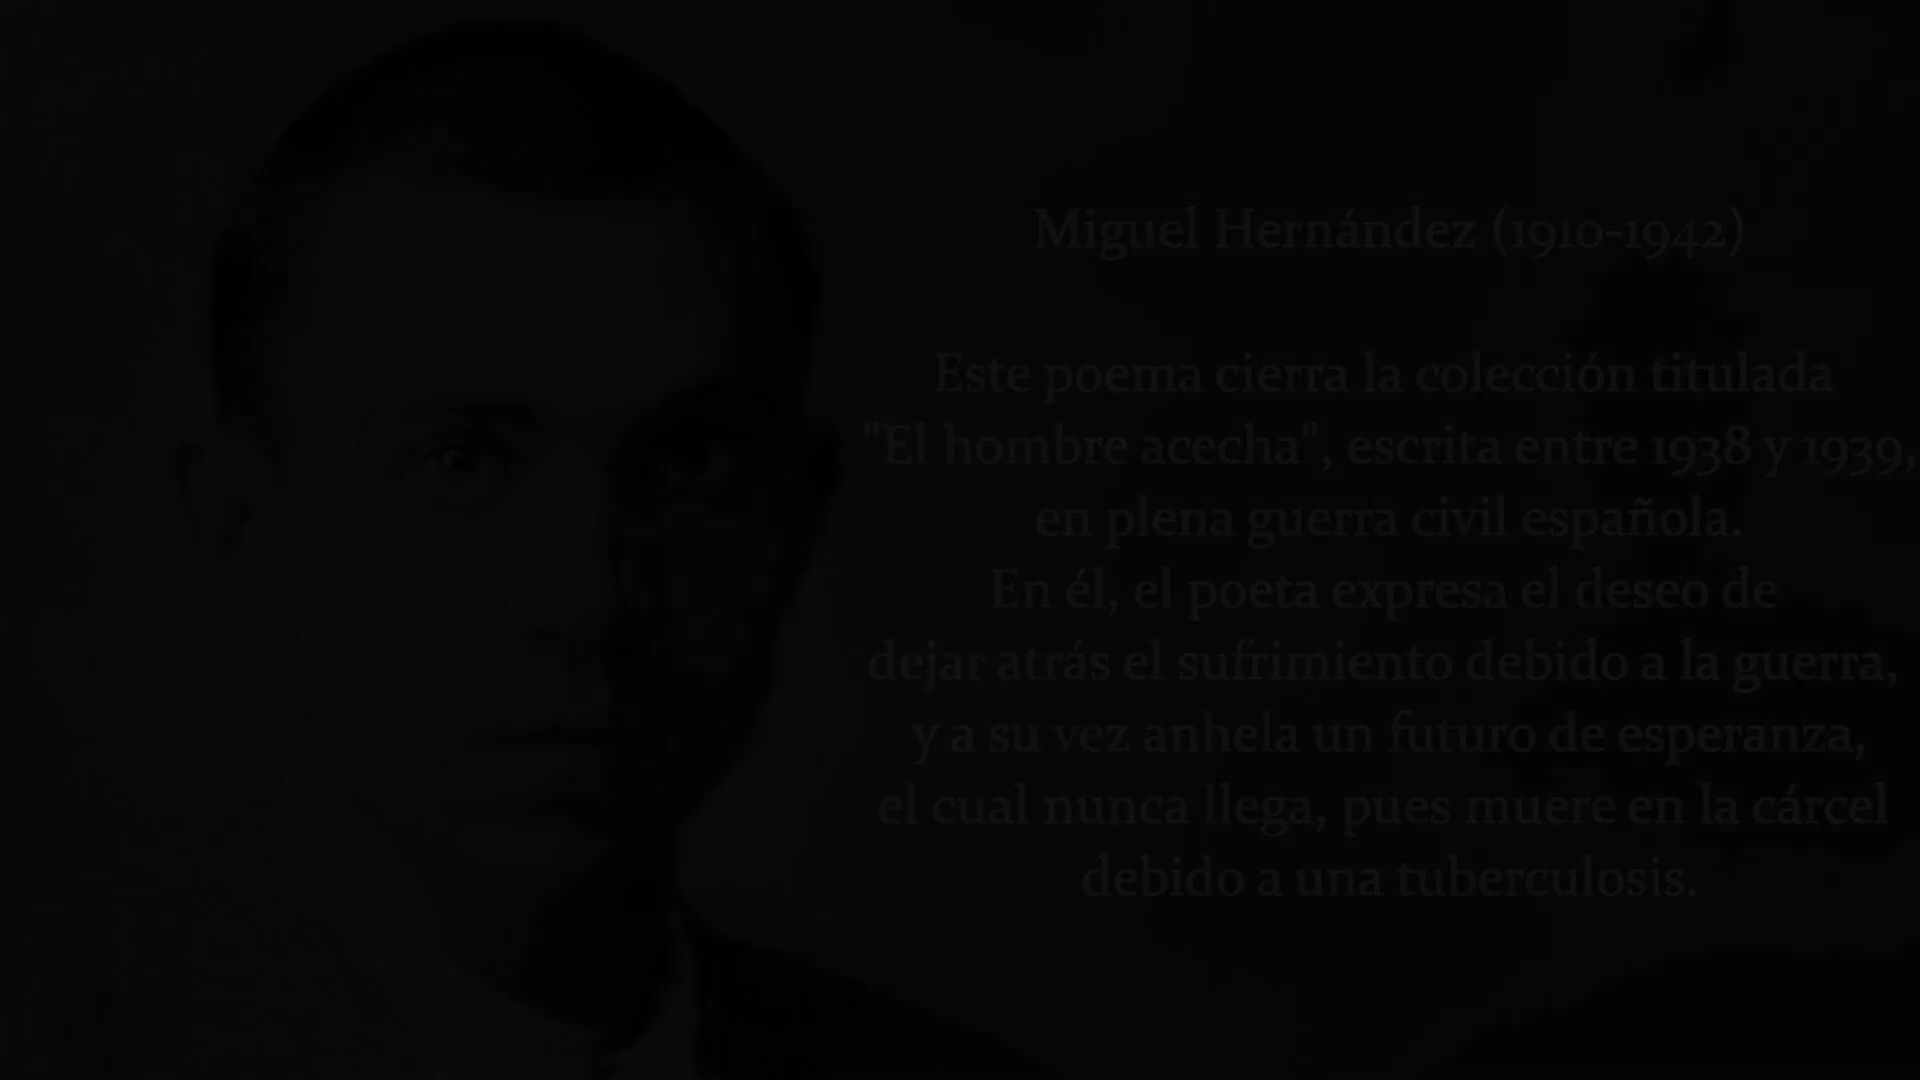 Miguel Hernández (1910-1942)
Este poema cierra la colección titulada
"El hombre acecha", escrita entre 1938 y 1939,
en plena guerra civil española.
En él, el poeta expresa el deseo de
dejar atrás el sufrimiento debido a la guerra,
y a su vez anhela un futuro de esperanza,
el cual nunca llega, pues muere en la cárcel
debido a una tuberculosis.